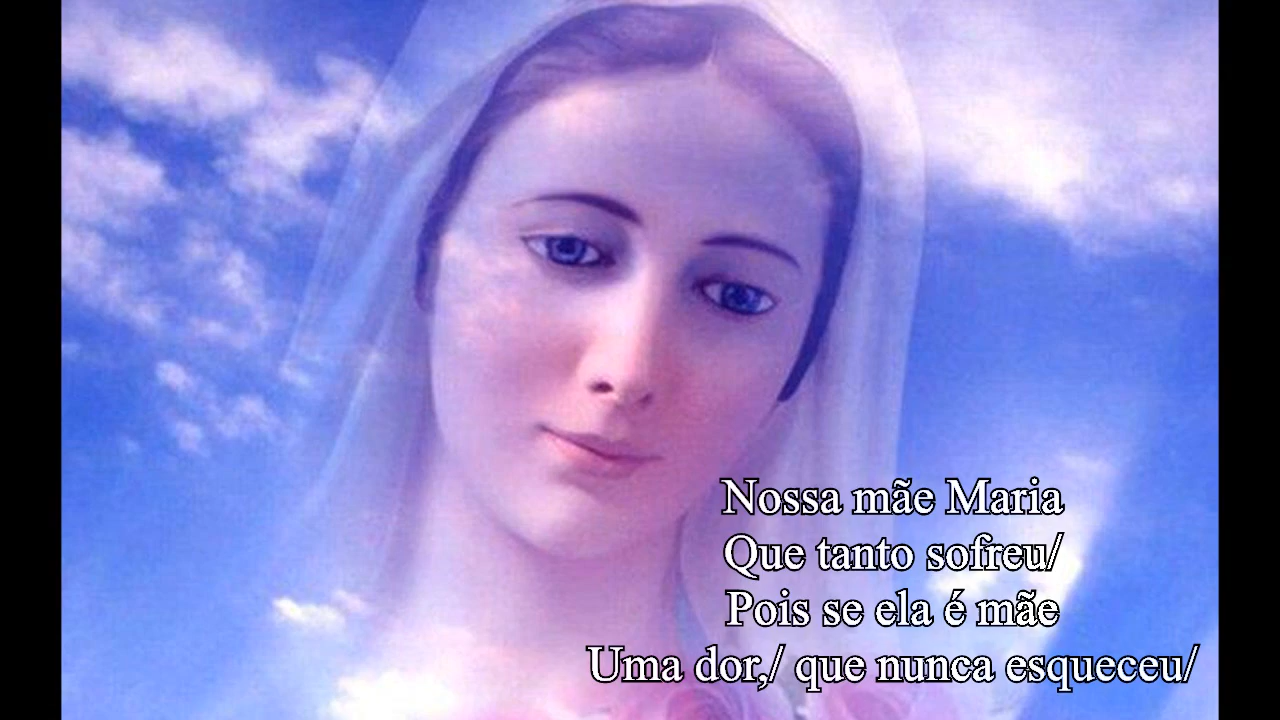 Nossa mãe Maria
Que tanto sofreu/
Pois se ela é mãe
Uma dor,/ que nunca esqueceu/